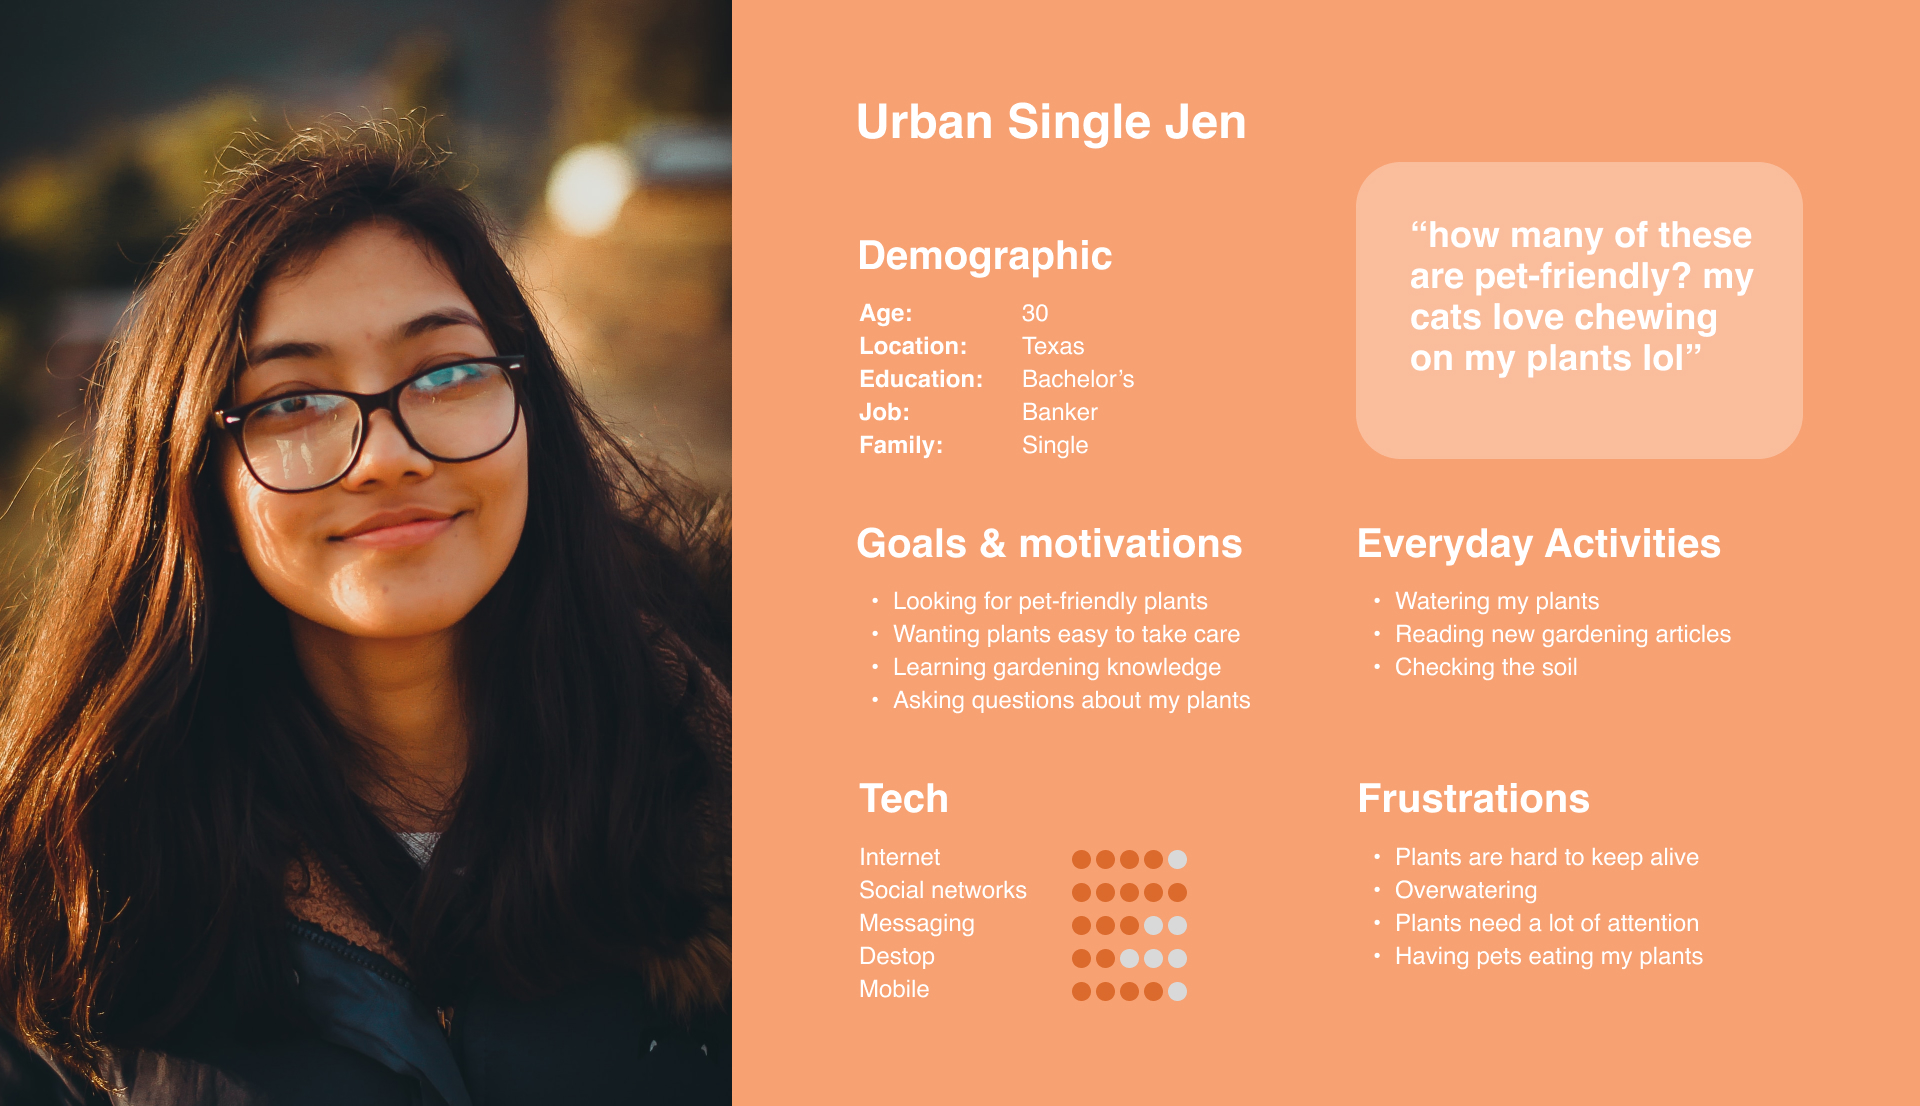 Urban Single Jen
“how many of these
are pet-friendly? my
cats love chewing
on my plants lol”
Demographic
Age: 30
Location: Texas
Education: Bachelor’s
Job: Banker
Family: Single
Goals & motivations
• Looking for pet-friendly plants
• Wanting plants easy to take care
• Learning gardening knowledge
• Asking questions about my plants
Everyday Activities
• Watering my plants
• Reading new gardening articles
• Checking the soil
Tech
Internet
Social networks
Messaging
Destop
Mobile
Frustrations
• Plants are hard to keep alive
• Overwatering
• Plants need a lot of attention
• Having pets eating my plants